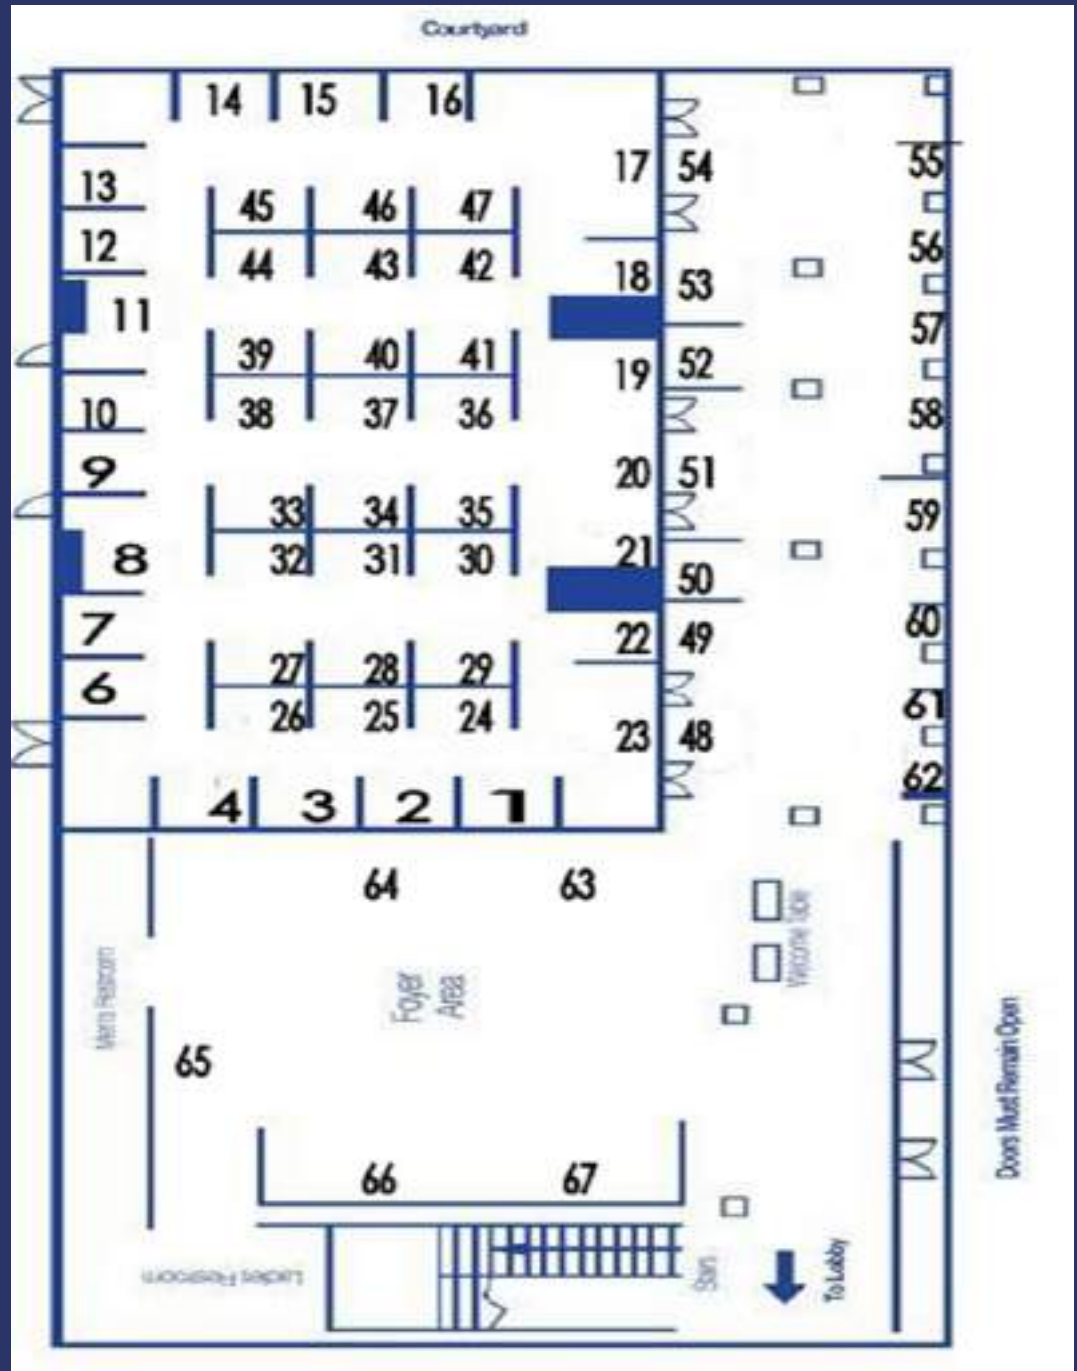 Courtyard
14 15 16
17 54 55
13
45 46 47
12
44 43 42
56
18 53
11
57
39 40 41
19 52
10
38 37 36
58
9
20 51
33 34 35
59
8
32 31 30
21
50
7
22 49
60
27 28 29
6
26 25 24
61
23 48
62
4 3 2 1
64 63
Welcome Table
Mens Restroom
Foyer
Area
65
Doors Must Remain Open
66 67
Ladies Restroom
Stairs
To Lobby